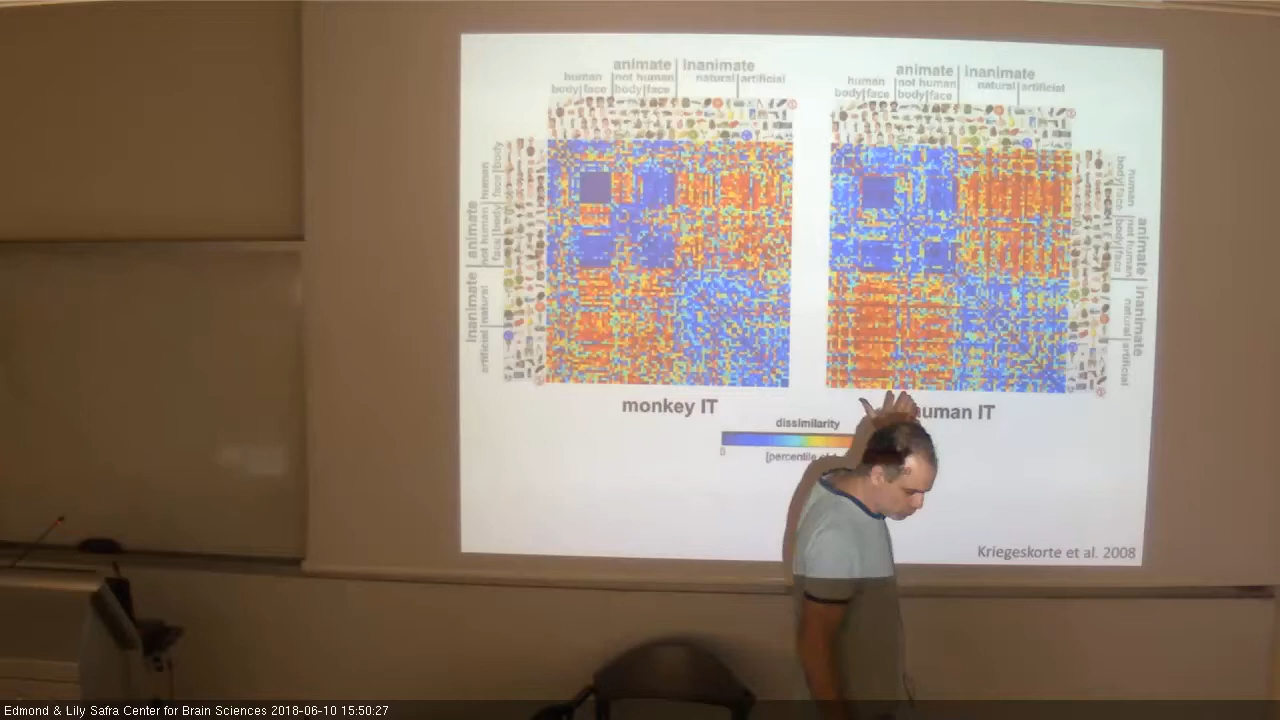 animate inanimate
human not human natural artificial
body face body face
animate inanimate
human not human natural artificial
body face body face
animate inanimate
human not human natural artificial
body face body face
animate inanimate
human not human natural artificial
body face body face
monkey IT
human IT
dissimilarity
0
[percentile of
Kriegeskorte et al. 2008
Edmond & Lily Safra Center for Brain Sciences 2018-06-10 15:50:27